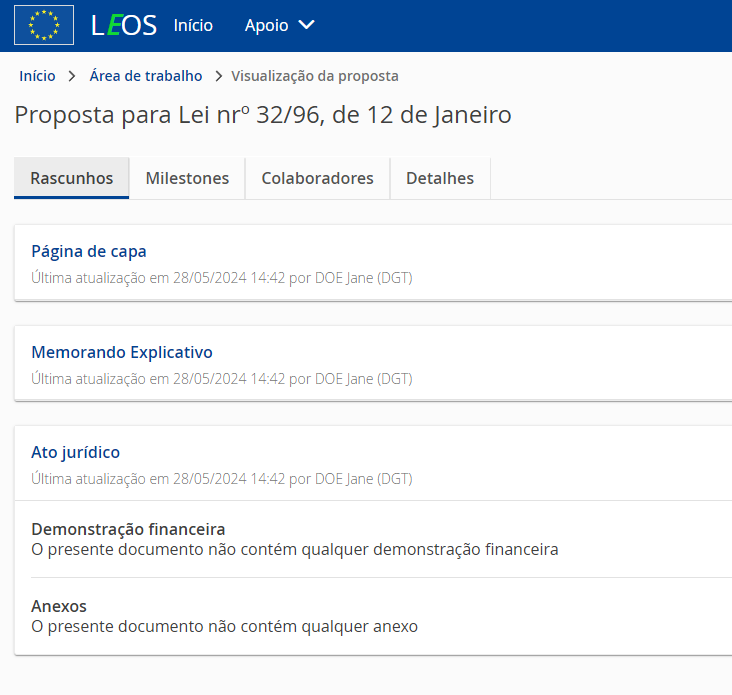 LEOS Início Apoio
Início Área de trabalho Visualização da proposta
Proposta para Lei nrº 32/96, de 12 de Janeiro
Rascunhos Milestones Colaboradores Detalhes
Página de capa
Última atualização em 28/05/2024 14:42 por DOE Jane (DGT)
Memorando Explicativo
Última atualização em 28/05/2024 14:42 por DOE Jane (DGT)
Ato jurídico
Última atualização em 28/05/2024 14:42 por DOE Jane (DGT)
Demonstração financeira
O presente documento não contém qualquer demonstração financeira
Anexos
O presente documento não contém qualquer anexo